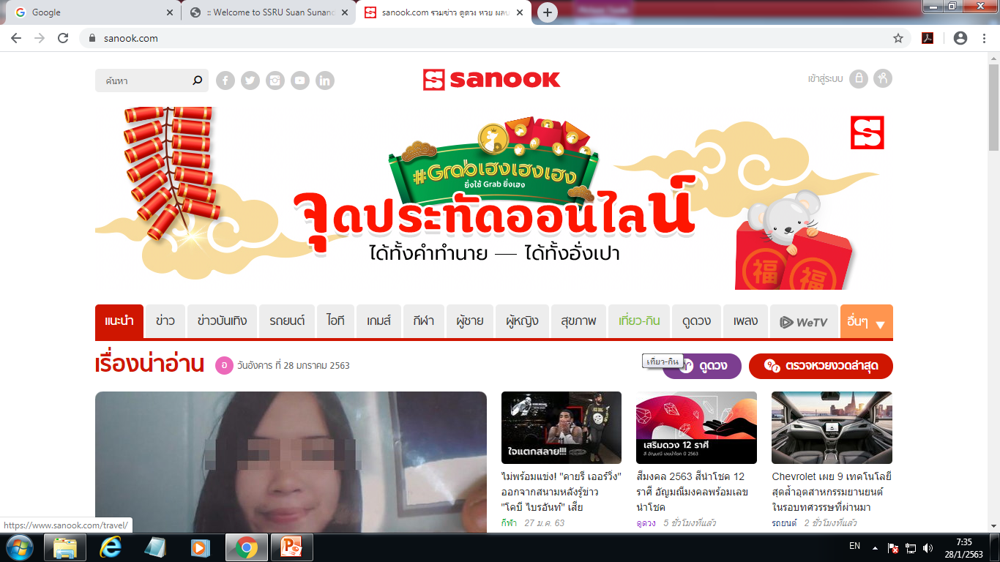 Google
:: Welcome to SSRU Suan Sunand
sanook.com รวมข่าว ดูดวง หวย ผลบ
sanook.com
ค้นหา
sanook
เข้าสู่ระบบ
#Grabเฮงเฮงเฮง
ยิ่งใช้ Grab ยิ่งเฮง
จุดประทัดออนไลน์
ได้ทั้งคำทำนาย — ได้ทั้งอั่งเปา
福 福
แนะนำ ข่าว ข่าวบันเทิง รถยนต์ ไอที เกมส์ กีฬา ผู้ชาย ผู้หญิง สุขภาพ เที่ยว-กิน ดูดวง เพลง WeTV อื่นๆ
เรื่องน่าอ่าน อ วันอังคาร ที่ 28 มกราคม 2563
เที่ยว-กิน
ดูดวง
ตรวจหวยงวดล่าสุด
ใจแตกสลาย!!!
ไม่พร้อมแข่ง! "คายรี เออร์วิ่ง"
ออกจากสนามหลังรู้ข่าว
"โคบี ไบรอันท์" เสีย
กีฬา 27 ม.ค. 63
เสริมดวง 12 ราศี
สี อัญมณี เลขนำโชค ปี 2563
สีมงคล 2563 สีนำโชค 12
ราศี อัญมณีมงคลพร้อมเลข
นำโชค
ดูดวง 5 ชั่วโมงที่แล้ว
Chevrolet เผย 9 เทคโนโลยี
สุดล้ำอุตสาหกรรมยานยนต์
ในรอบทศวรรษที่ผ่านมา
รถยนต์ 2 ชั่วโมงที่แล้ว
https://www.sanook.com/travel/
EN
7:35
28/1/2563